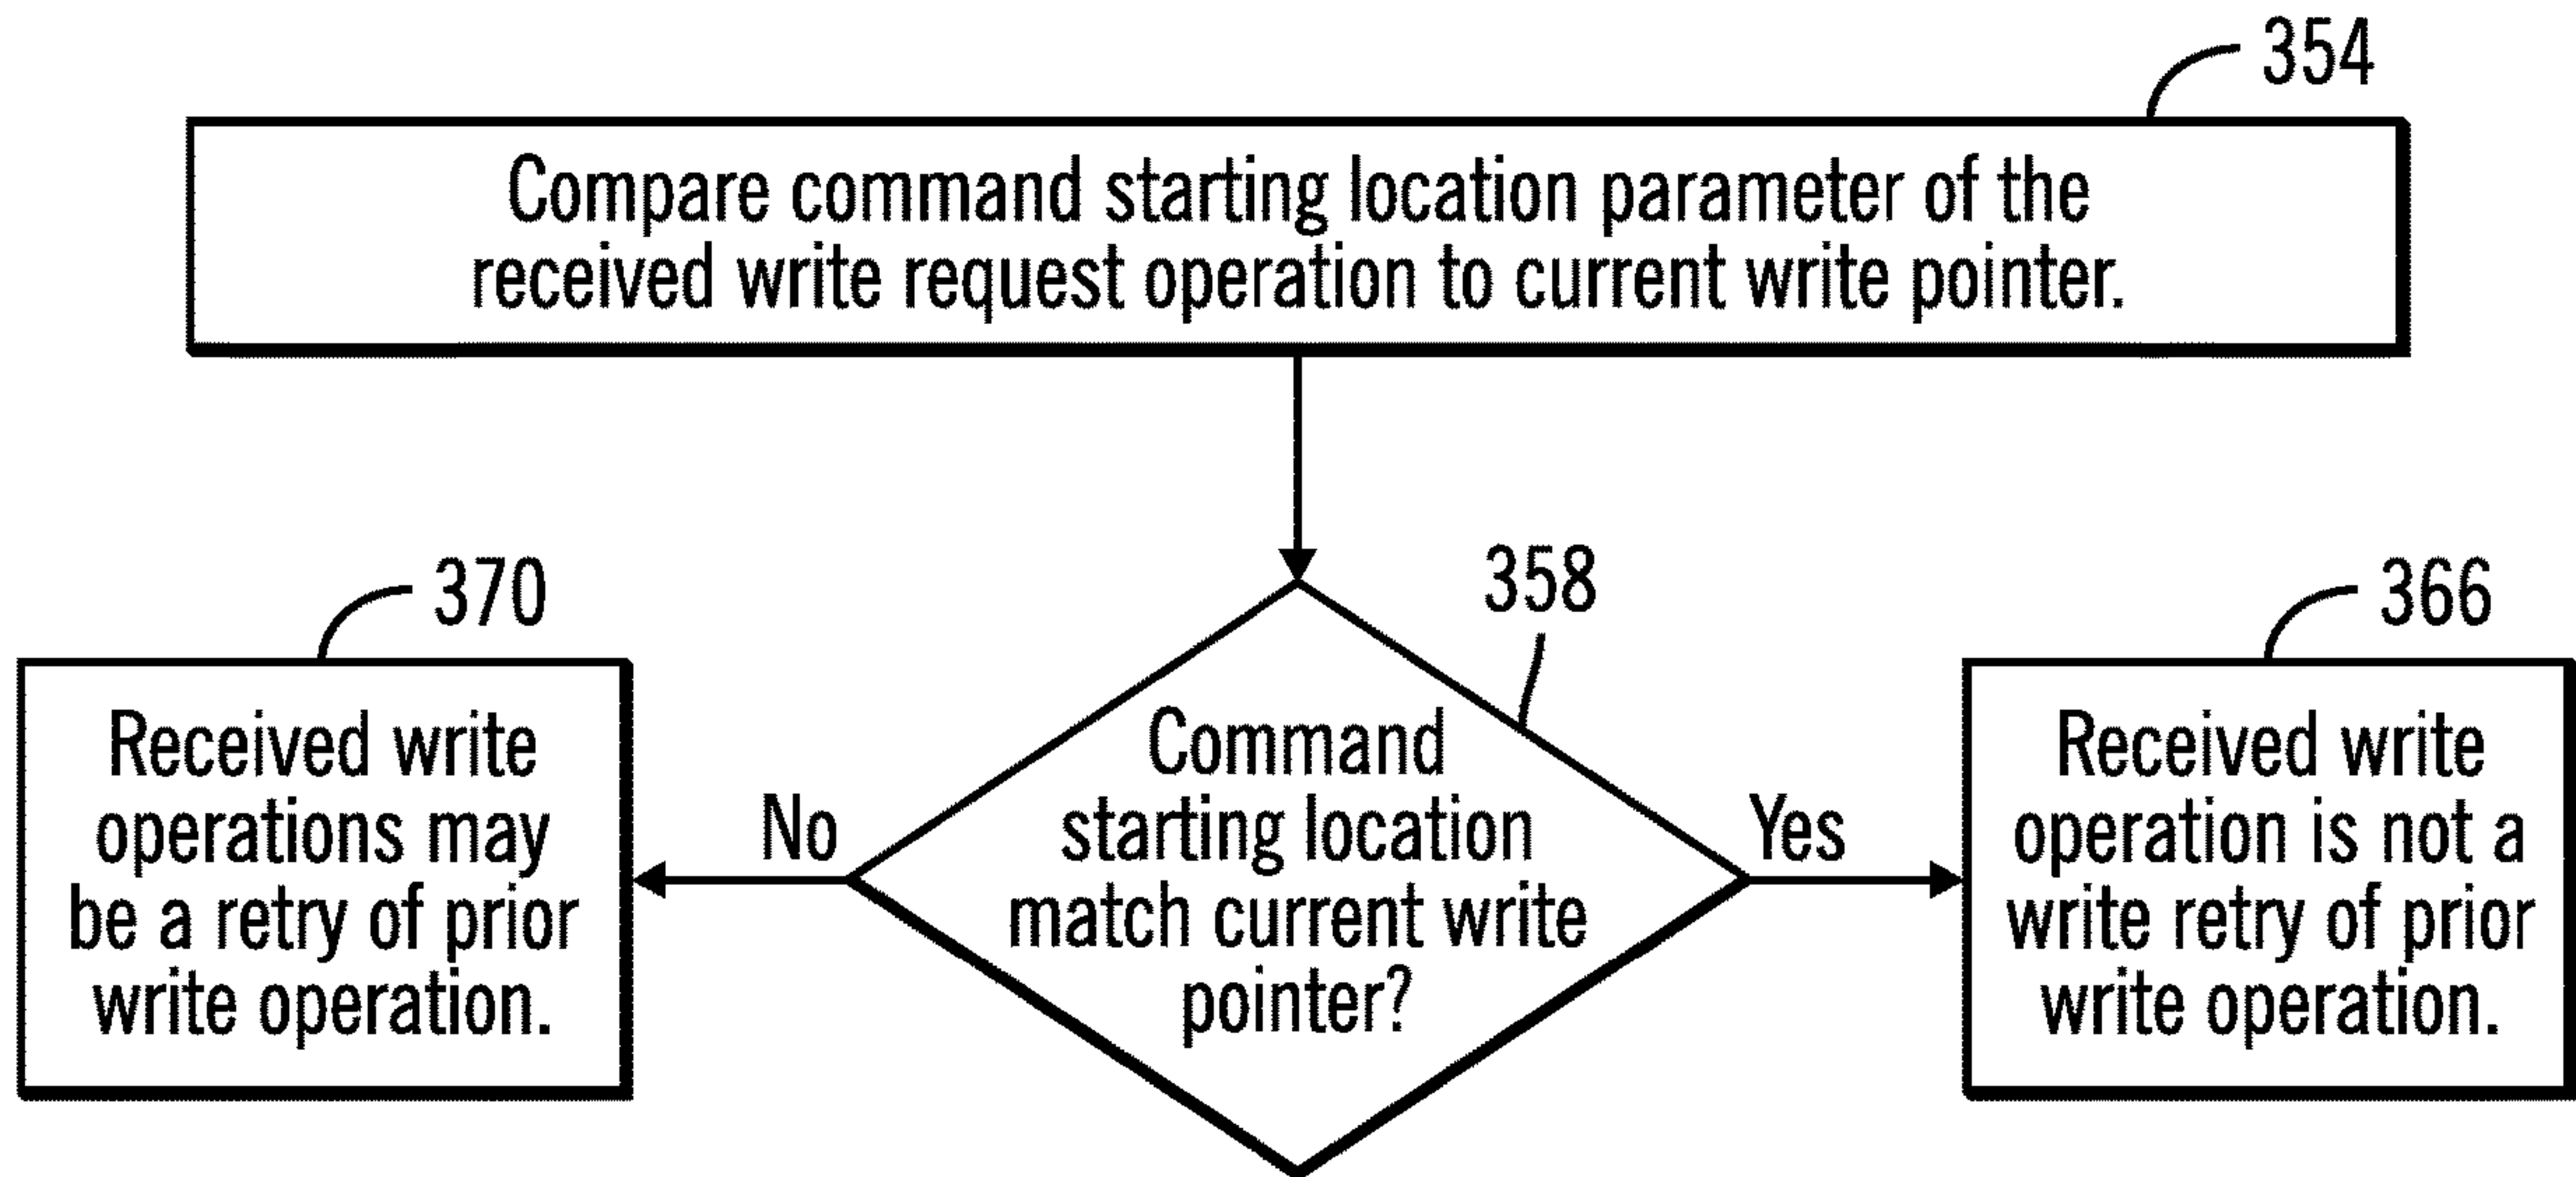 354
Compare command starting location parameter of the
received write request operation to current write pointer.
370
Received write
operations may
be a retry of prior
write operation.
No
358
Command
starting location
match current write
pointer?
Yes
366
Received write
operation is not a
write retry of prior
write operation.